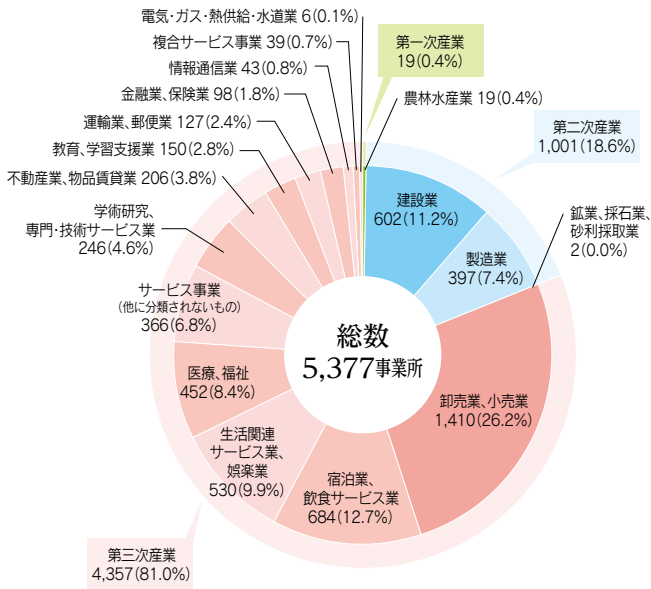 電気・ガス・熱供給・水道業 6(0.1%)
複合サービス事業 39(0.7%)
情報通信業 43(0.8%)
金融業、保険業 98(1.8%)
運輸業、郵便業 127(2.4%)
教育、学習支援業 150(2.8%)
不動産業、物品賃貸業 206(3.8%)
学術研究、
専門・技術サービス業
246(4.6%)
サービス事業
(他に分類されないもの)
366(6.8%)
医療、福祉
452(8.4%)
生活関連
サービス業、
娯楽業
530(9.9%)
宿泊業、
飲食サービス業
684(12.7%)
卸売業、小売業
1,410(26.2%)
第三次産業
4,357(81.0%)
第一次産業
19(0.4%)
農林水産業 19(0.4%)
第二次産業
1,001(18.6%)
建設業
602(11.2%)
製造業
397(7.4%)
鉱業、採石業、
砂利採取業
2(0.0%)
総数
5,377事業所